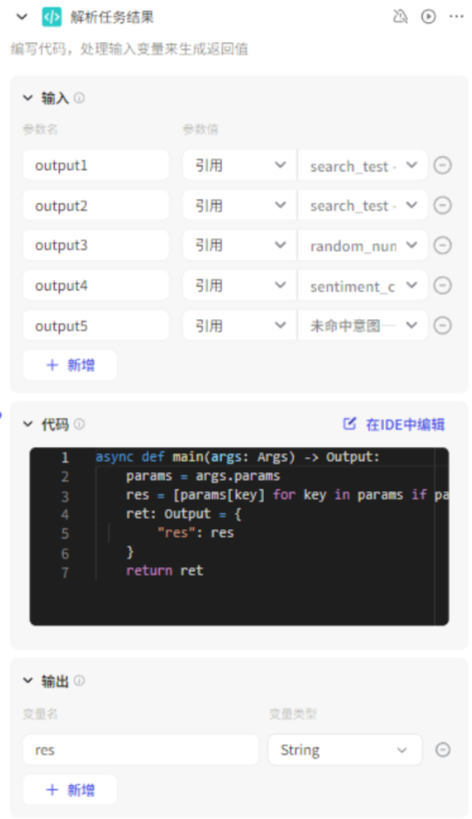 解析任务结果
编写代码，处理输入变量来生成返回值
输入
参数名 参数值
output1 引用 search_test -
output2 引用 search_test -
output3 引用 random_nun
output4 引用 sentiment_c
output5 引用 未命中意图
+ 新增
代码 在IDE中编辑
1 async def main(args: Args) -> Output:
2 params = args.params
3 res = [params[key] for key in params if pa
4 ret: Output = {
5 "res": res
6 }
7 return ret
输出
变量名 变量类型
res String
+ 新增